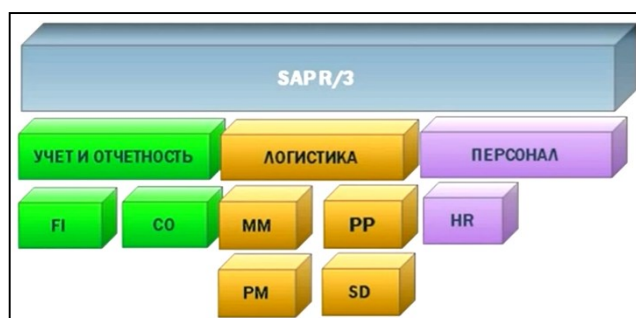 SAP R/3
УЧЕТ И ОТЧЕТНОСТЬ
ЛОГИСТИКА
ПЕРСОНАЛ
FI
CO
MM
PP
HR
PM
SD